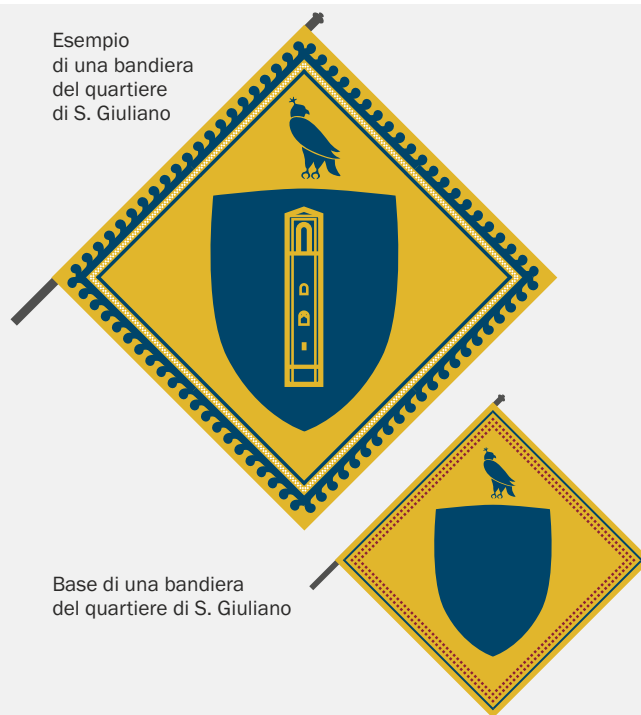 Esempio
di una bandiera
del quartiere
di S. Giuliano
Base di una bandiera
del quartiere di S. Giuliano